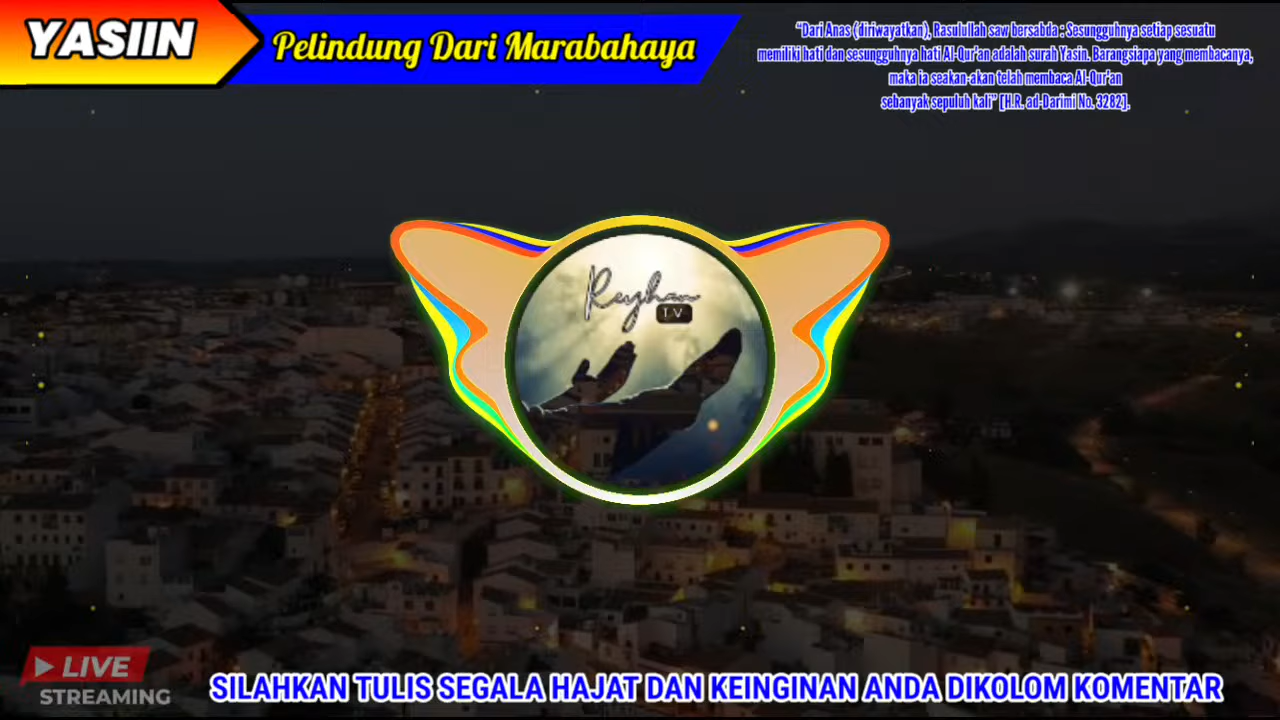 YASIIN
Pelindung Dari Marabahaya
“Dari Anas (diriwayatkan), Rasulullah saw bersabda : Sesungguhnya setiap sesuatu
memiliki hati dan sesungguhnya hati Al-Qur'an adalah surah Yasin. Barangsiapa yang membacanya,
maka ia seakan-akan telah membaca Al-Qur'an
sebanyak sepuluh kali” [H.R. ad-Darimi No. 3282].
Reyhan
TV
LIVE
STREAMING
SILAHKAN TULIS SEGALA HAJAT DAN KEINGINAN ANDA DIKOLOM KOMENTAR